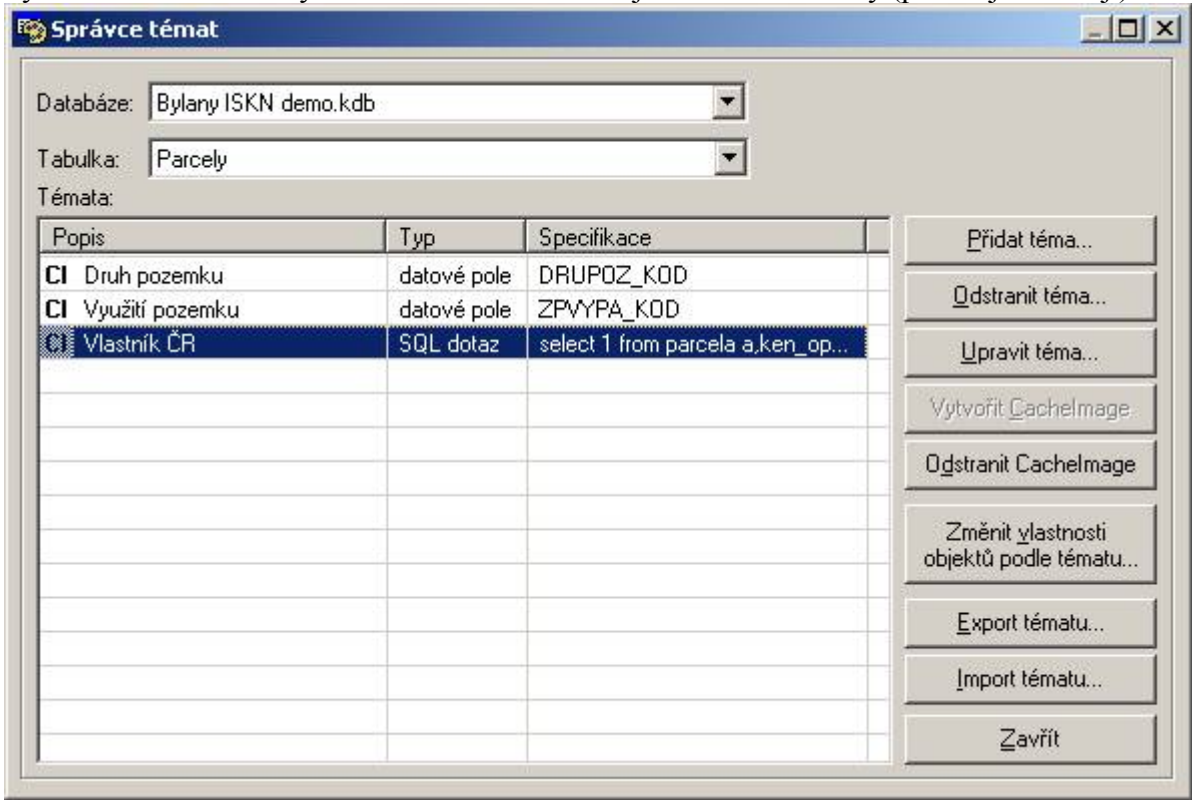 Správce témat
Databáze: Bylany ISKN demo.kdb
Tabulka: Parcely
Témata:
Popis Typ Specifikace
CI Druh pozemku datové pole DRUPOZ_KOD
CI Využití pozemku datové pole ZPVYPA_KOD
CI Vlastník ČR SQL dotaz select 1 from parcela a,ken_op...
Přidat téma...
Odstranit téma...
Upravit téma...
Vytvořit CacheImage
Odstranit CacheImage
Změnit vlastnosti
objektů podle tématu...
Export tématu...
Import tématu...
Zavřít